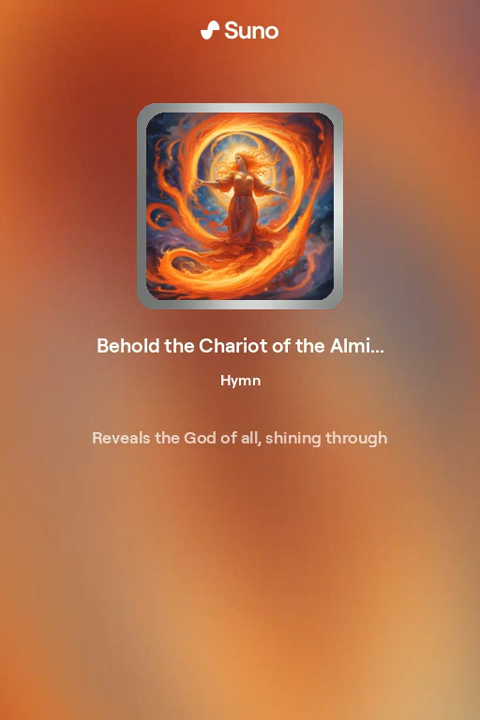 Suno
Behold the Chariot of the Almi...
Hymn
Reveals the God of all, shining through